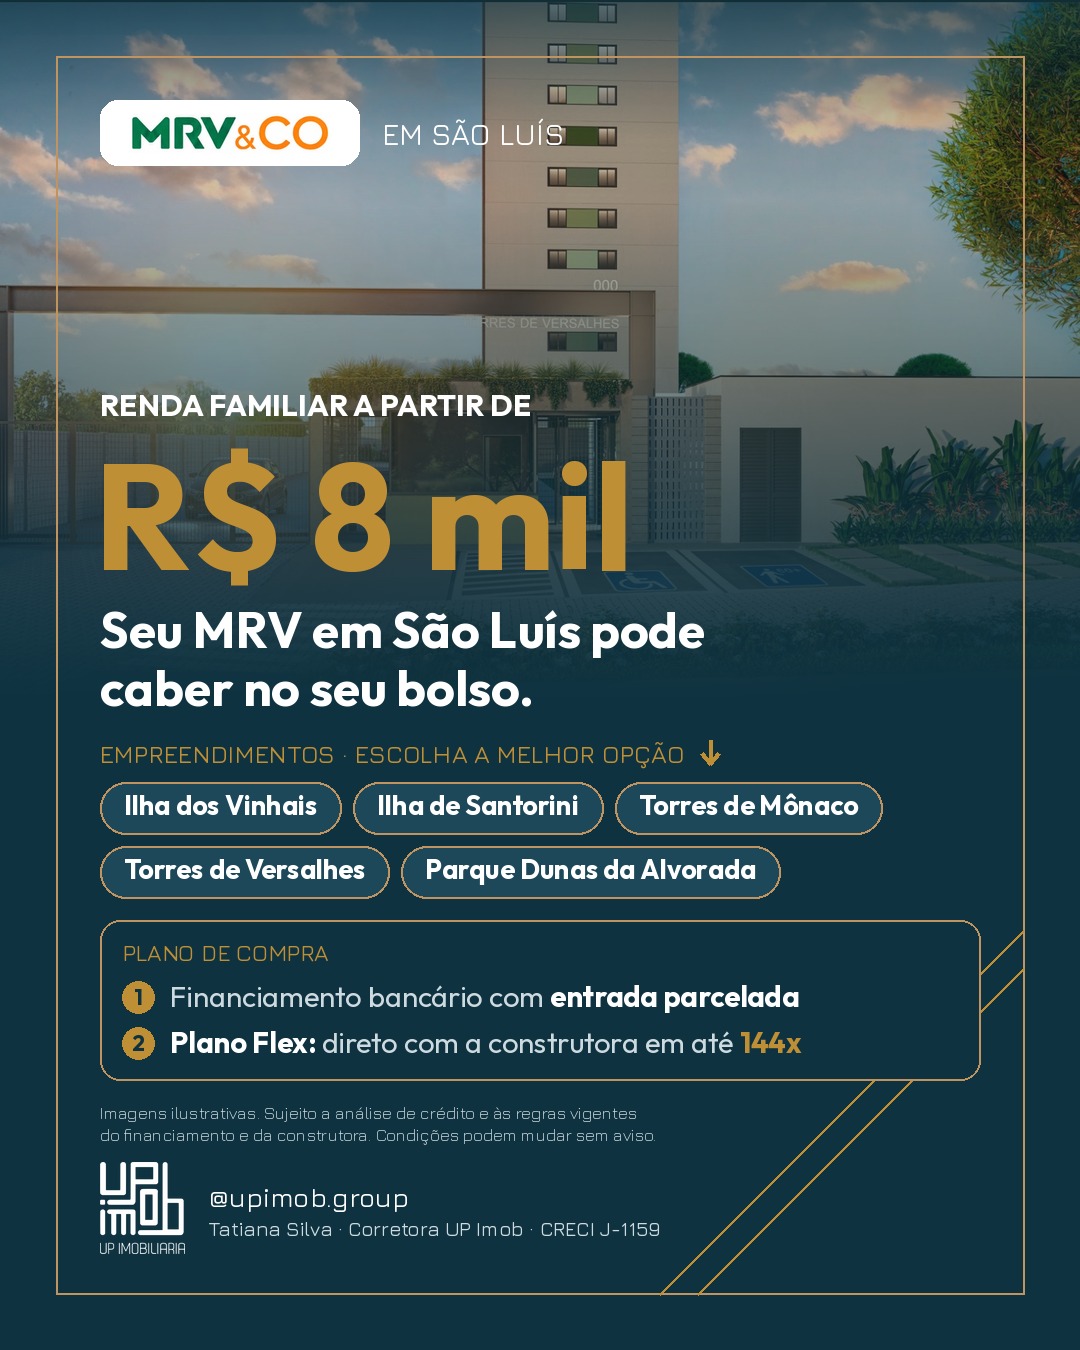 MRV&CO EM SÃO LUÍS
000
RRES DE VERSALHES
RENDA FAMILIAR A PARTIR DE
R$ 8 mil
Seu MRV em São Luís pode
caber no seu bolso.
EMPREENDIMENTOS · ESCOLHA A MELHOR OPÇÃO ↓
Ilha dos Vinhais Ilha de Santorini Torres de Mônaco
Torres de Versalhes Parque Dunas da Alvorada
PLANO DE COMPRA
1 Financiamento bancário com entrada parcelada
2 Plano Flex: direto com a construtora em até 144x
Imagens ilustrativas. Sujeito a análise de crédito e às regras vigentes
do financiamento e da construtora. Condições podem mudar sem aviso.
UP imob
UP IMOBILIARIA
@upimob.group
Tatiana Silva · Corretora UP Imob · CRECI J-1159